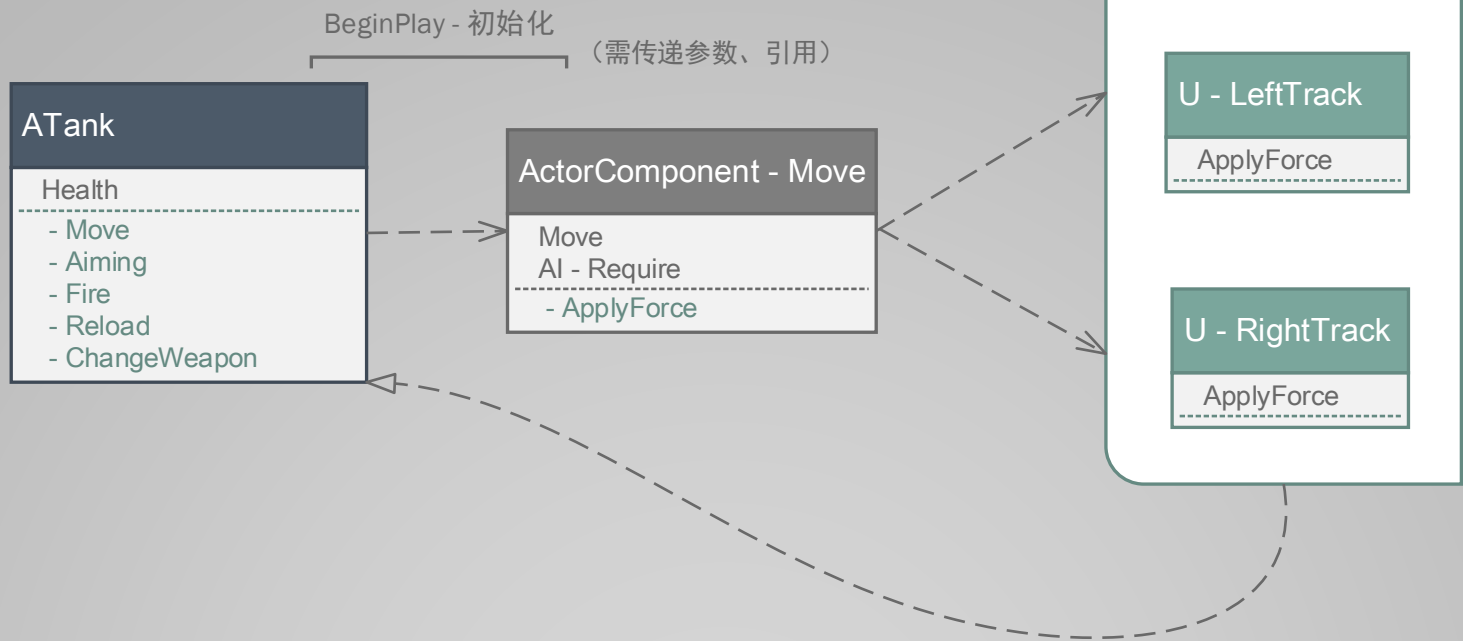 BeginPlay - 初始化
（需传递参数、引用）
ATank
Health
- Move
- Aiming
- Fire
- Reload
- ChangeWeapon
ActorComponent - Move
Move
AI - Require
- ApplyForce
U - LeftTrack
ApplyForce
U - RightTrack
ApplyForce